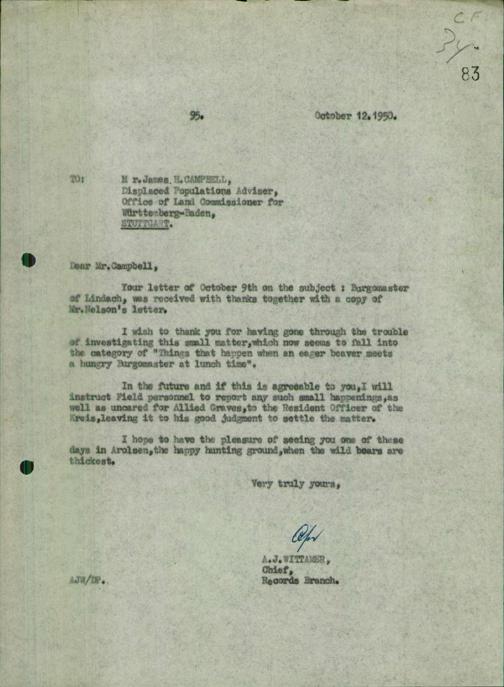 CF
34
83
95.
October 12.1950.
TO: M r.James H.CAMPBELL,
Displaced Populations Adviser,
Office of Land Commissioner for
Württemberg-Baden,
STUTTGART.
Dear Mr.Campbell,
Your letter of October 9th on the subject : Burgomaster
of Lindach, was received with thanks together with a copy of
Mr.Nelson's letter.
I wish to thank you for having gone through the trouble
of investigating this small matter,which now seems to fall into
the category of "Things that happen when an eager beaver meets
a hungry Burgomaster at lunch time".
In the future and if this is agreeable to you,I will
instruct Field personnel to report any such small happenings,as
well as uncared for Allied Graves,to the Resident Officer of the
Kreis,leaving it to his good judgment to settle the matter.
I hope to have the pleasure of seeing you one of these
days in Arolsen,the happy hunting ground,when the wild boars are
thickest.
Very truly yours,
A.J.WITTAMER,
Chief,
Records Branch.
AJW/DP.